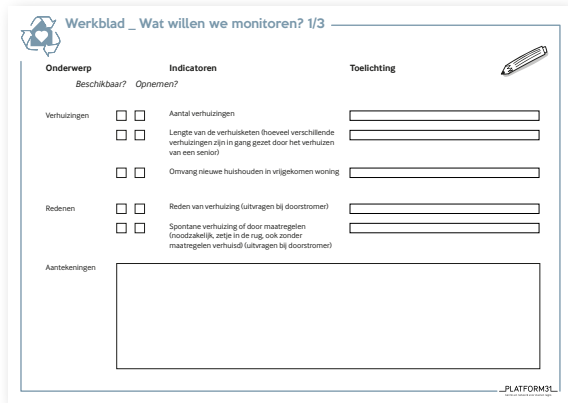 Werkblad _ Wat willen we monitoren? 1/3
Onderwerp Indicatoren Toelichting
Beschikbaar? Opnemen?
Verhuizingen Aantal verhuizingen
Lengte van de verhuisketen (hoeveel verschillende
verhuizingen zijn in gang gezet door het verhuizen
van een senior)
Omvang nieuwe huishouden in vrijgekomen woning
Redenen Reden van verhuizing (uitvragen bij doorstromer)
Spontane verhuizing of door maatregelen
(noodzakelijk, zetje in de rug, ook zonder
maatregelen verhuisd) (uitvragen bij doorstromer)
Aantekeningen
PLATFORM31